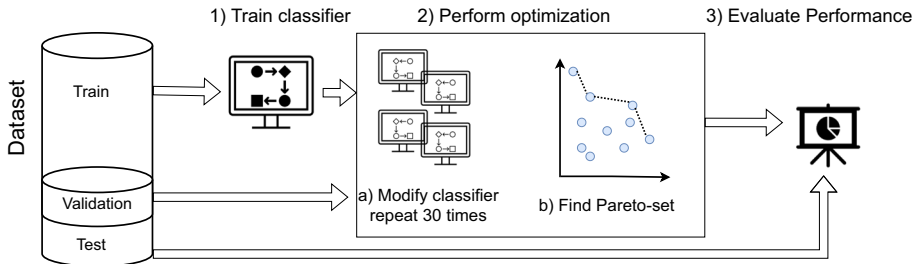 1) Train classifier
2) Perform optimization
3) Evaluate Performance
Dataset
Train
Validation
Test
a) Modify classifier
repeat 30 times
b) Find Pareto-set